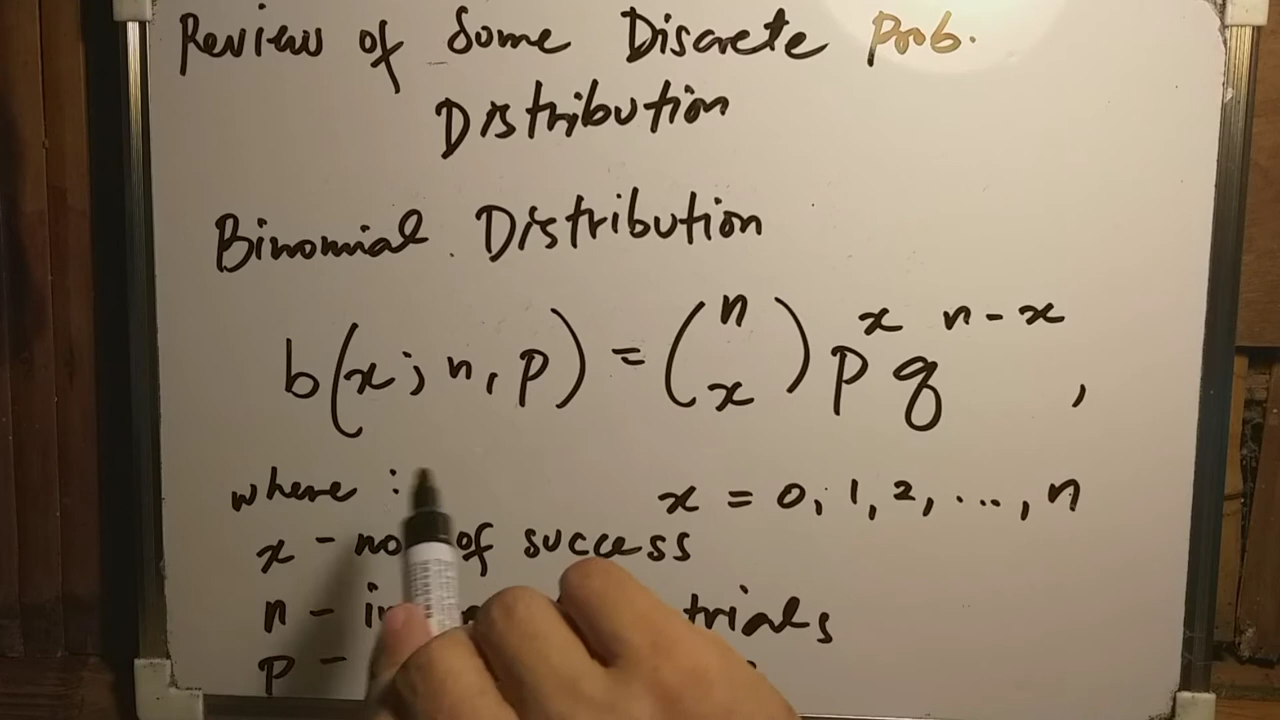 Review of Some Discrete Prob.
Distribution
Binomial Distribution
b(x; n, p) = (n x) p^x q^(n-x),
where : x = 0, 1, 2, ..., n
x - no. of success
n - trials
p -